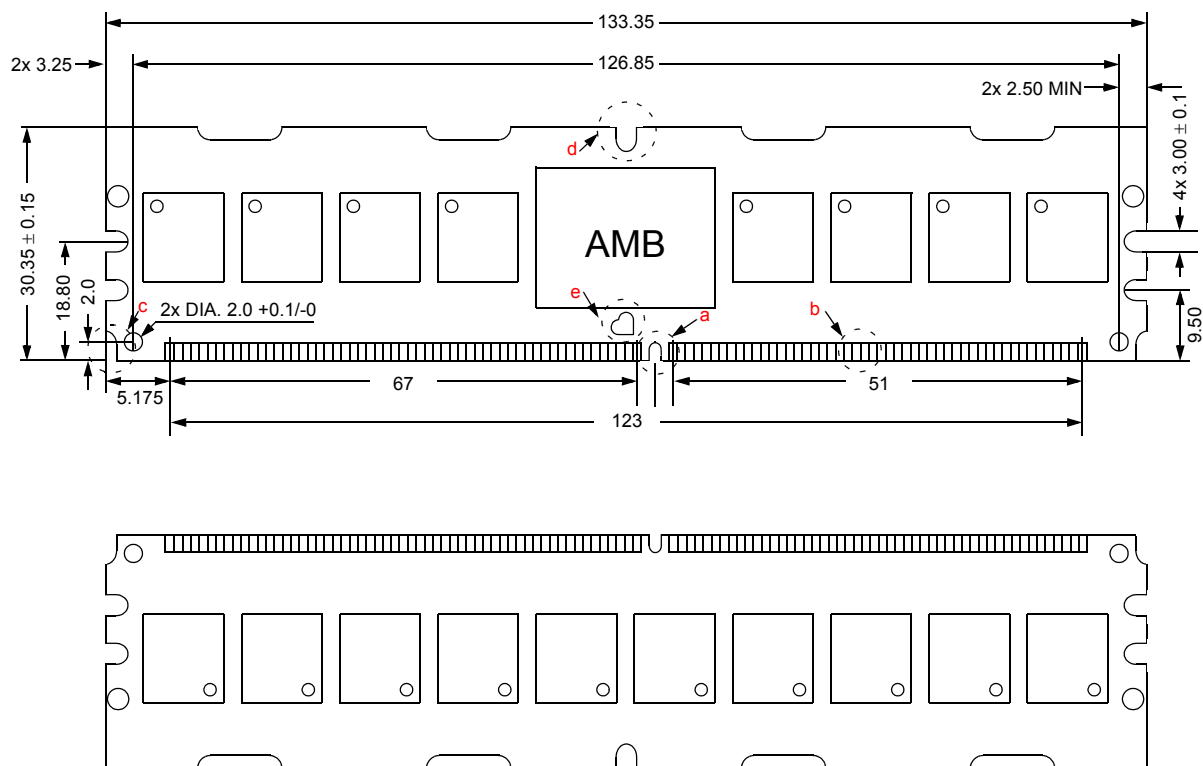 133.35
126.85
2x 3.25
2x 2.50 MIN
4x 3.00 ± 0.1
d
30.35 ± 0.15
18.80
2.0
AMB
e
c
2x DIA. 2.0 +0.1/-0
a
b
9.50
5.175
67
51
123